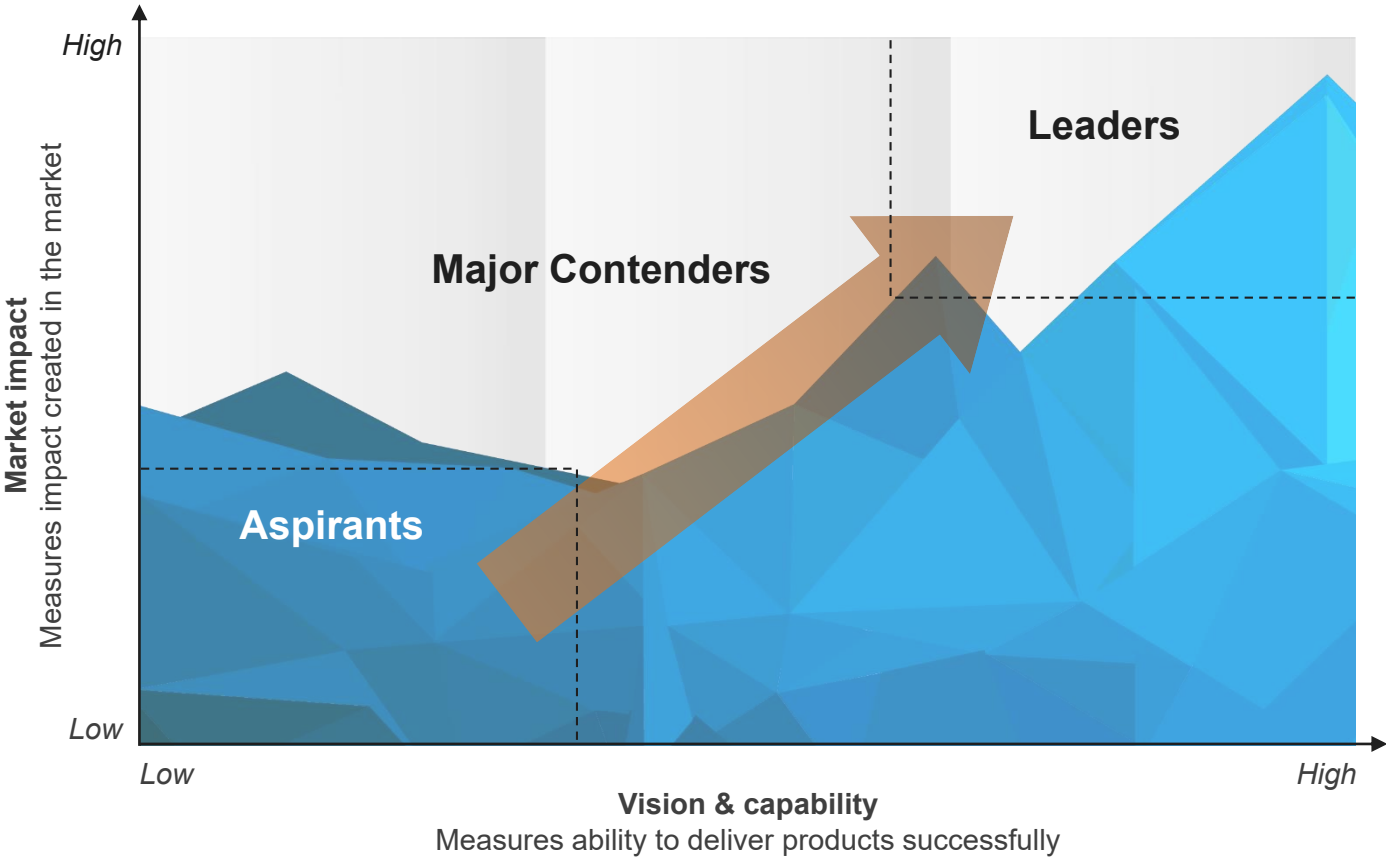 High
Leaders
Major Contenders
Market impact
Measures impact created in the market
Aspirants
Low
Low
High
Vision & capability
Measures ability to deliver products successfully